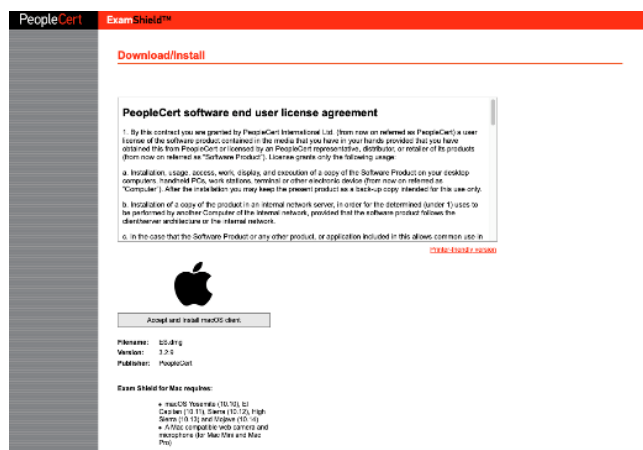 PeopleCert
ExamShield™
Download/Install
PeopleCert software end user license agreement
1. By this contract you are granted by PeopleCert International Ltd. (from now on referred as PeopleCert) a user
license of the software product contained in the media that you have in your hands provided that you have
obtained this from PeopleCert or licensed by an PeopleCert representative, distributor, or retailer of its products
(from now on referred as "Software Product"). License grants only the following usage:
a. Installation, usage, access, work, display, and execution of a copy of the Software Product on your desktop
computers, handheld PCs, work stations, terminal or other electronic device (from now on referred as
"Computer"). After the installation you may keep the present product as a back-up copy intended for this use only.
b. Installation of a copy of the product in an internal network server, in order for the determined (under 1) uses to
be performed by another Computer of the internal network, provided that the software product follows the
client/server architecture or the internal network.
c. In the case that the Software Product or any other product, or application included in this allows common use in
Printer-friendly version
Accept and Install macOS client
Filename: ES.dmg
Version: 3.2.9
Publisher: PeopleCert
Exam Shield for Mac requires:
• macOS Yosemite (10.10), El
Capitan (10.11), Sierra (10.12), High
Sierra (10.13) and Mojave (10.14)
• A Mac compatible web camera and
microphone (for Mac Mini and Mac
Pro)